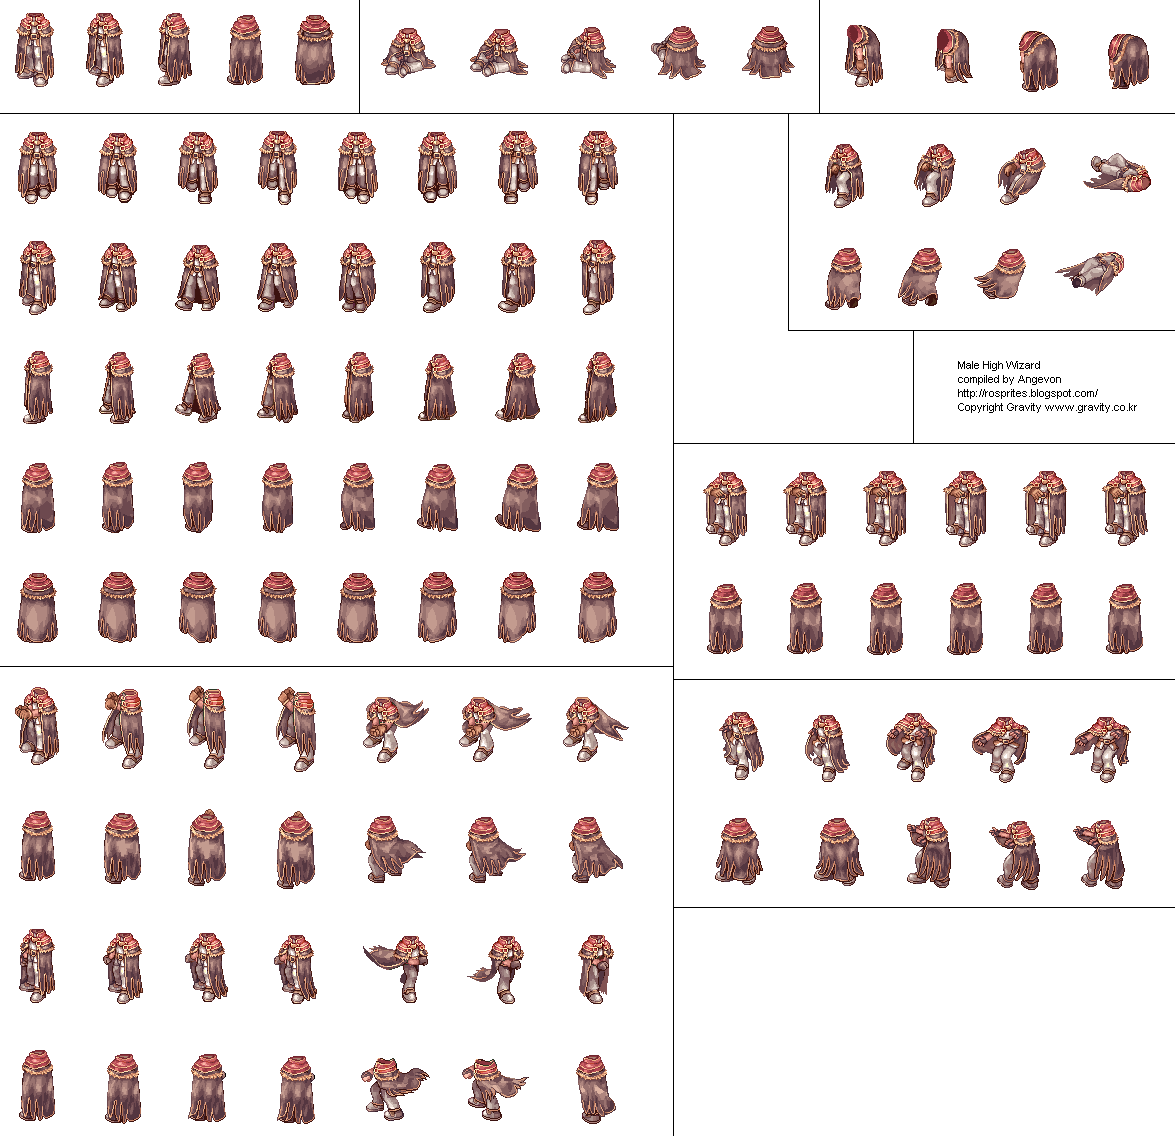 Male High Wizard
compiled by Angevon
http://rosprites.blogspot.com/
Copyright Gravity www.gravity.co.kr